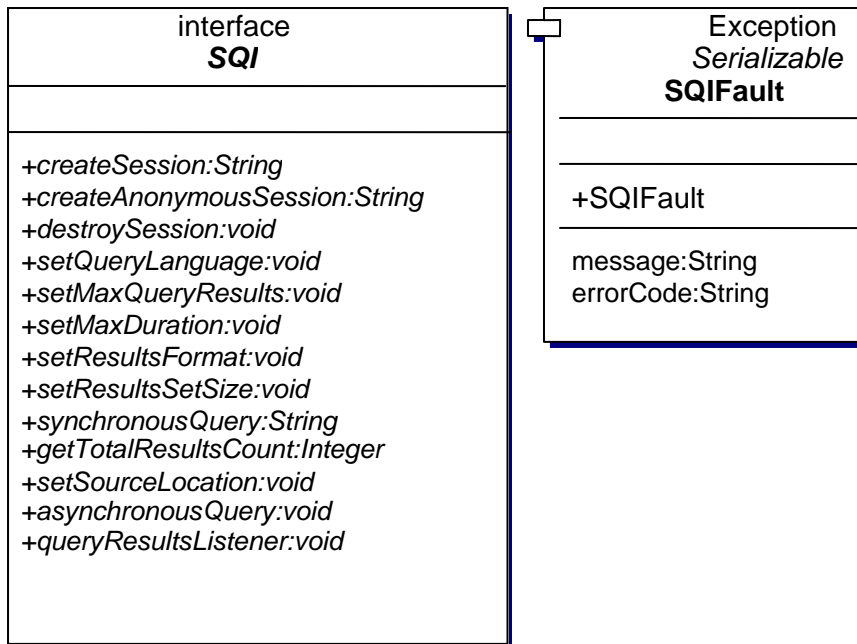 interface
SQI
+createSession:String
+createAnonymousSession:String
+destroySession:void
+setQueryLanguage:void
+setMaxQueryResults:void
+setMaxDuration:void
+setResultsFormat:void
+setResultsSetSize:void
+synchronousQuery:String
+getTotalResultsCount:Integer
+setSourceLocation:void
+asynchronousQuery:void
+queryResultsListener:void
Exception
Serializable
SQIFault
+SQIFault
message:String
errorCode:String